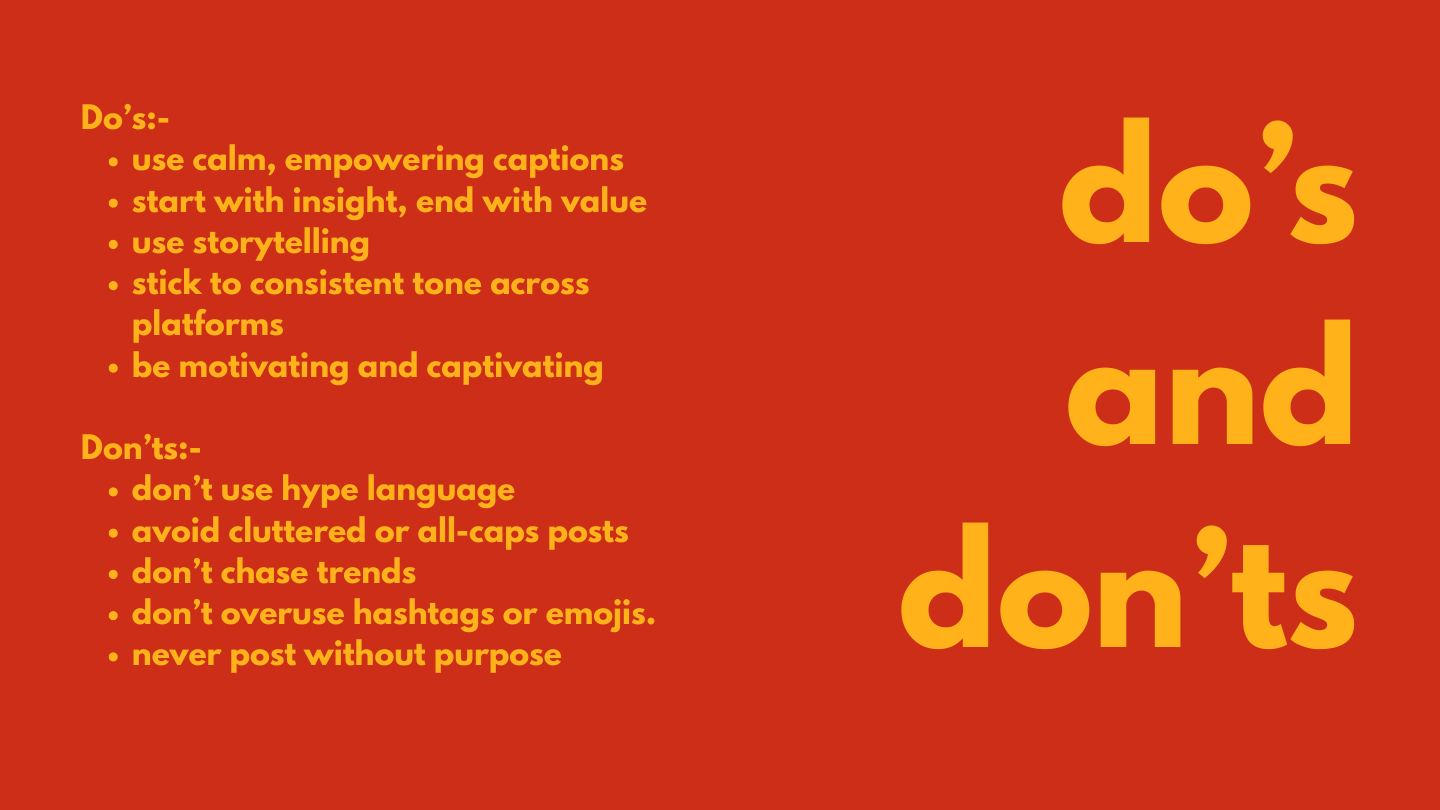 Do’s:-
• use calm, empowering captions
• start with insight, end with value
• use storytelling
• stick to consistent tone across
platforms
• be motivating and captivating
Don’ts:-
• don’t use hype language
• avoid cluttered or all-caps posts
• don’t chase trends
• don’t overuse hashtags or emojis.
• never post without purpose
do’s
and
don’ts